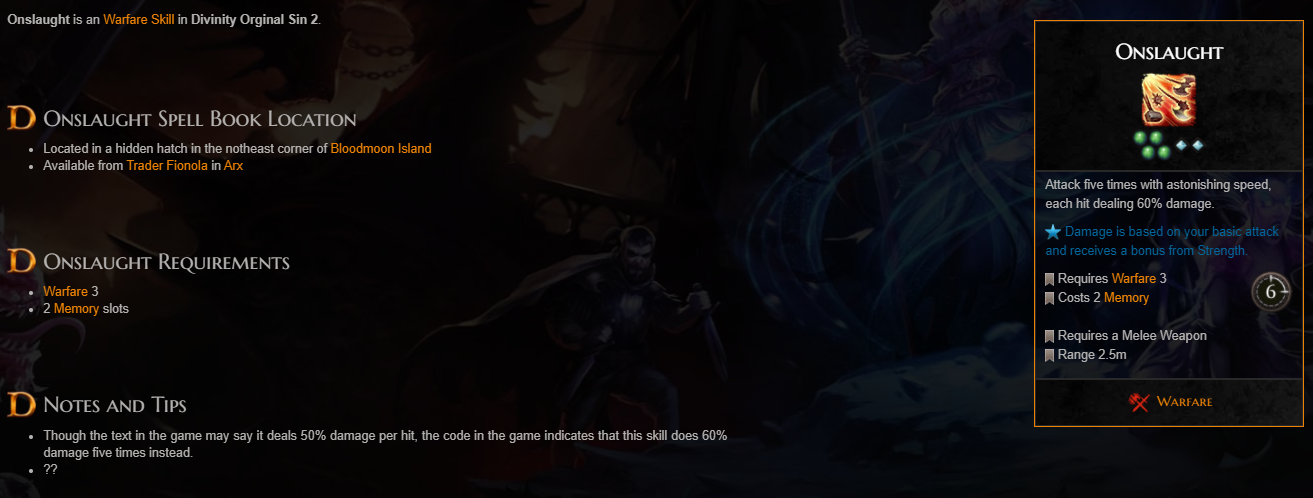 Onslaught is an Warfare Skill in Divinity Orginal Sin 2.
Onslaught Spell Book Location
Located in a hidden hatch in the notheast corner of Bloodmoon Island
Available from Trader Fionola in Arx
Onslaught Requirements
Warfare 3
2 Memory slots
Notes and Tips
Though the text in the game may say it deals 50% damage per hit, the code in the game indicates that this skill does 60%
damage five times instead.
??
Onslaught
Attack five times with astonishing speed,
each hit dealing 60% damage.
Damage is based on your basic attack
and receives a bonus from Strength.
Requires Warfare 3
Costs 2 Memory
6
Requires a Melee Weapon
Range 2.5m
Warfare